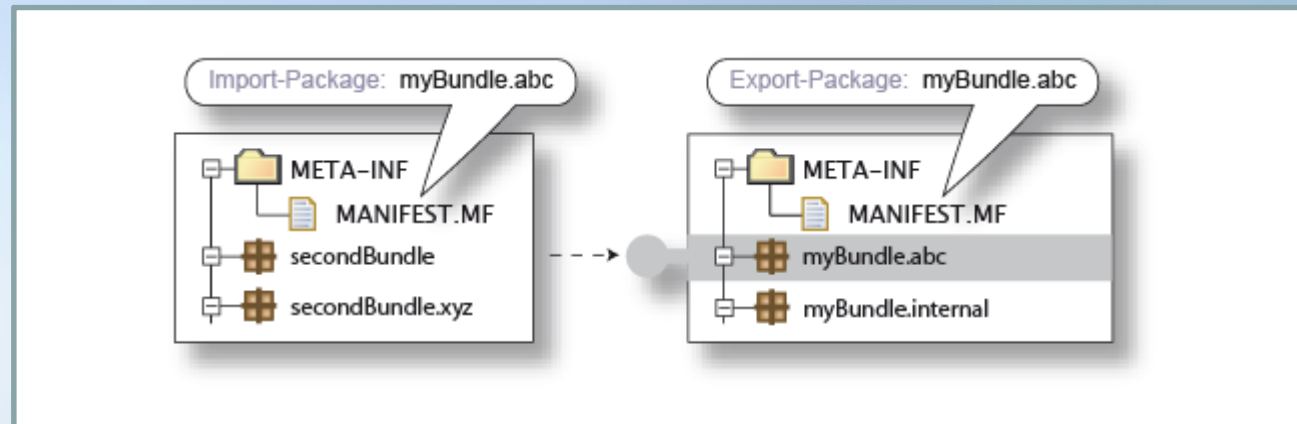 Import-Package: myBundle.abc
META-INF
MANIFEST.MF
secondBundle
secondBundle.xyz
Export-Package: myBundle.abc
META-INF
MANIFEST.MF
myBundle.abc
myBundle.internal